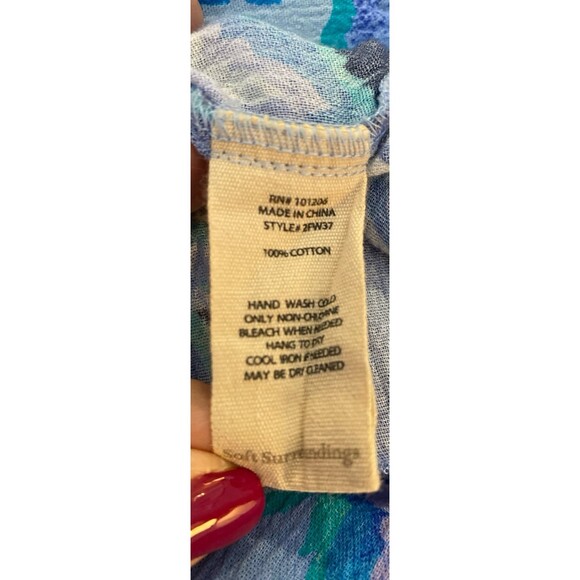 RN# 101206
MADE IN CHINA
STYLE# 2FW37
100% COTTON
HAND WASH COLD
ONLY NON-CHLORINE
BLEACH WHEN NEEDED
HANG TO DRY
COOL IRON IF NEEDED
MAY BE DRY CLEANED
Soft Surroundings